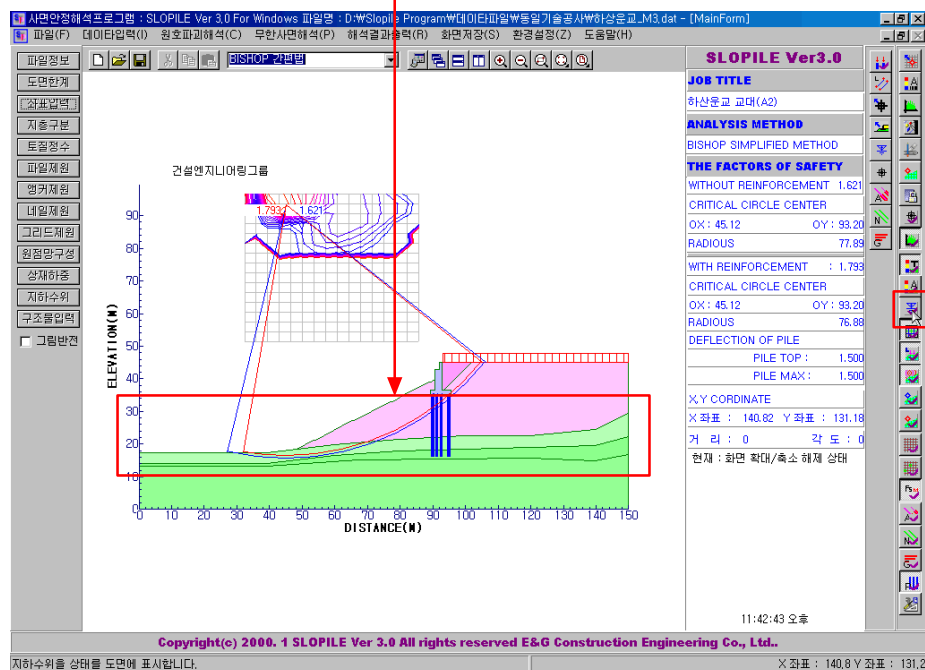 사면안정해석프로그램 : SLOPILE Ver 3.0 For Windows 파일명 : D:₩Slopile Program₩데이타파일₩동일기술공사₩하상운교_M3.dat - [MainForm]
파일(F) 데이타입력(I) 원호파괴해석(C) 무한사면해석(P) 해석결과출력(R) 화면저장(S) 환경설정(Z) 도움말(H)
파일정보
도면한계
좌표입력
지층구분
토질정수
파일제원
앵커제원
네일제원
그리드제원
원점망구성
상재하중
지하수위
구조물입력
그림반전
BISHOP 간편법
건설엔지니어링그룹
1.793 1.621
ELEVATION(M)
90
80
70
60
50
40
30
20
10
0
0 10 20 30 40 50 60 70 80 90 100 110 120 130 140 150
DISTANCE(M)
SLOPILE Ver3.0
JOB TITLE
하산운교 교대(A2)
ANALYSIS METHOD
BISHOP SIMPLIFIED METHOD
THE FACTORS OF SAFETY
WITHOUT REINFORCEMENT 1.621
CRITICAL CIRCLE CENTER
OX : 45.12 OY : 93.20
RADIOUS 77.89
WITH REINFORCEMENT : 1.793
CRITICAL CIRCLE CENTER
OX : 45.12 OY : 93.20
RADIOUS 76.88
DEFLECTION OF PILE
PILE TOP : 1.500
PILE MAX : 1.500
X,Y CORDINATE
X 좌표 : 140.82 Y 좌표 : 131.18
거 리 : 0 각 도 : 0
현재 : 화면 확대/축소 해제 상태
11:42:43 오후
Copyright(c) 2000. 1 SLOPILE Ver 3.0 All rights reserved E&G Construction Engineering Co., Ltd..
지하수위을 상태를 도면에 표시합니다.
X 좌표 : 140.8 Y 좌표 : 131.2